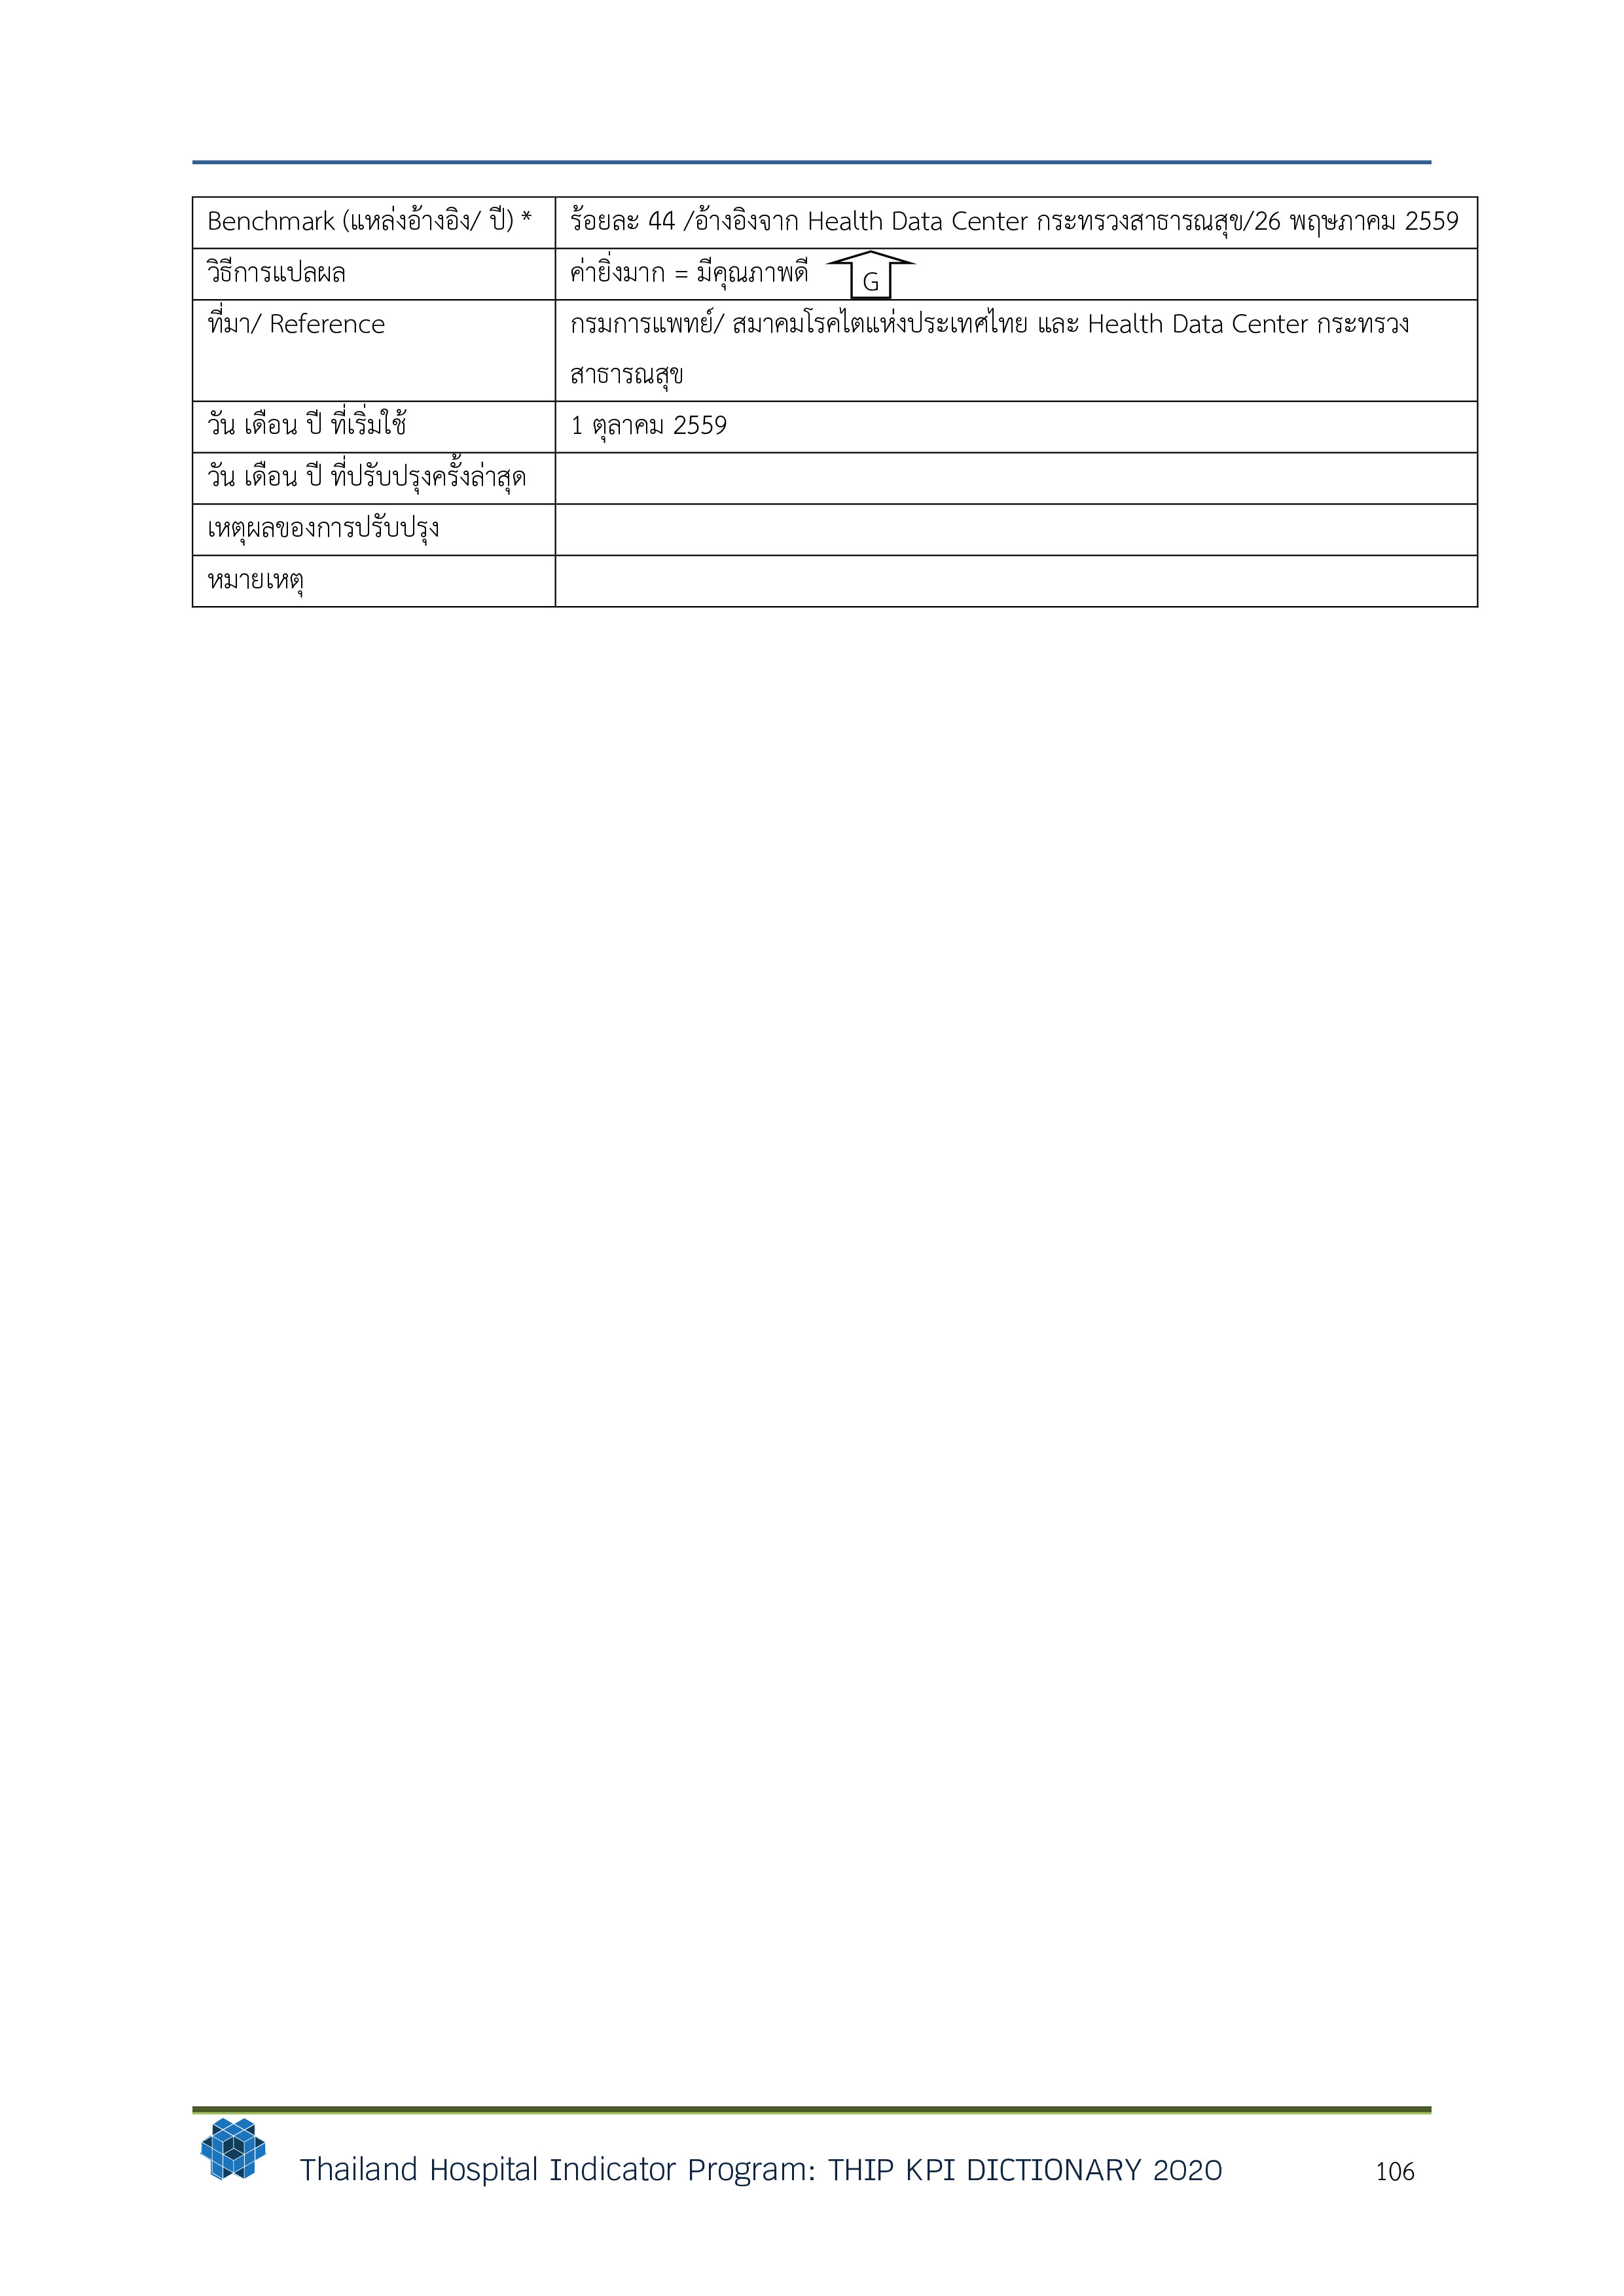 Benchmark (แหล่งอ้างอิง/ ปี) * ร้อยละ 44 /อ้างอิงจาก Health Data Center กระทรวงสาธารณสุข/26 พฤษภาคม 2559
วิธีการแปลผล ค่ายิ่งมาก = มีคุณภาพดี G
ที่มา/ Reference กรมการแพทย์/ สมาคมโรคไตแห่งประเทศไทย และ Health Data Center กระทรวง
สาธารณสุข
วัน เดือน ปี ที่เริ่มใช้ 1 ตุลาคม 2559
วัน เดือน ปี ที่ปรับปรุงครั้งล่าสุด
เหตุผลของการปรับปรุง
หมายเหตุ
Thailand Hospital Indicator Program: THIP KPI DICTIONARY 2020 106